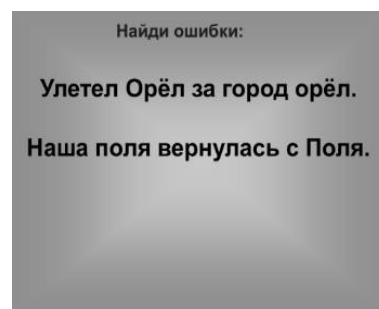 Найди ошибки:
Улетел Орёл за город орёл.
Наша поля вернулась с Поля.